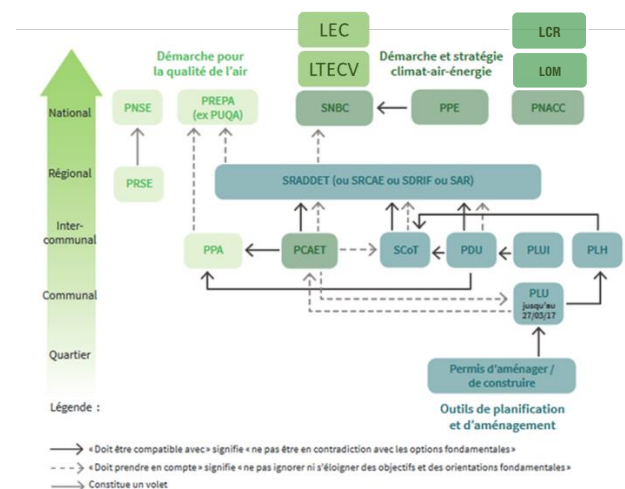 LEC
LCR
Démarche pour
la qualité de l'air
LTECV
Démarche et stratégie
climat-air-énergie
LOM
National
PNSE
PREPA
(ex PUQA)
SNBC
PPE
PNACC
Régional
PRSE
SRADDET (ou SRCAE ou SDRIF ou SAR)
Inter-
communal
PPA
PCAET
SCoT
PDU
PLUI
PLH
Communal
PLU
jusqu'au
27/03/17
Quartier
Permis d'aménager /
de construire
Légende :
Outils de planification
et d'aménagement
«Doit être compatible avec» signifie «ne pas être en contradiction avec les options fondamentales»
«Doit prendre en compte» signifie «ne pas ignorer ni s'éloigner des objectifs et des orientations fondamentales»
Constitue un volet